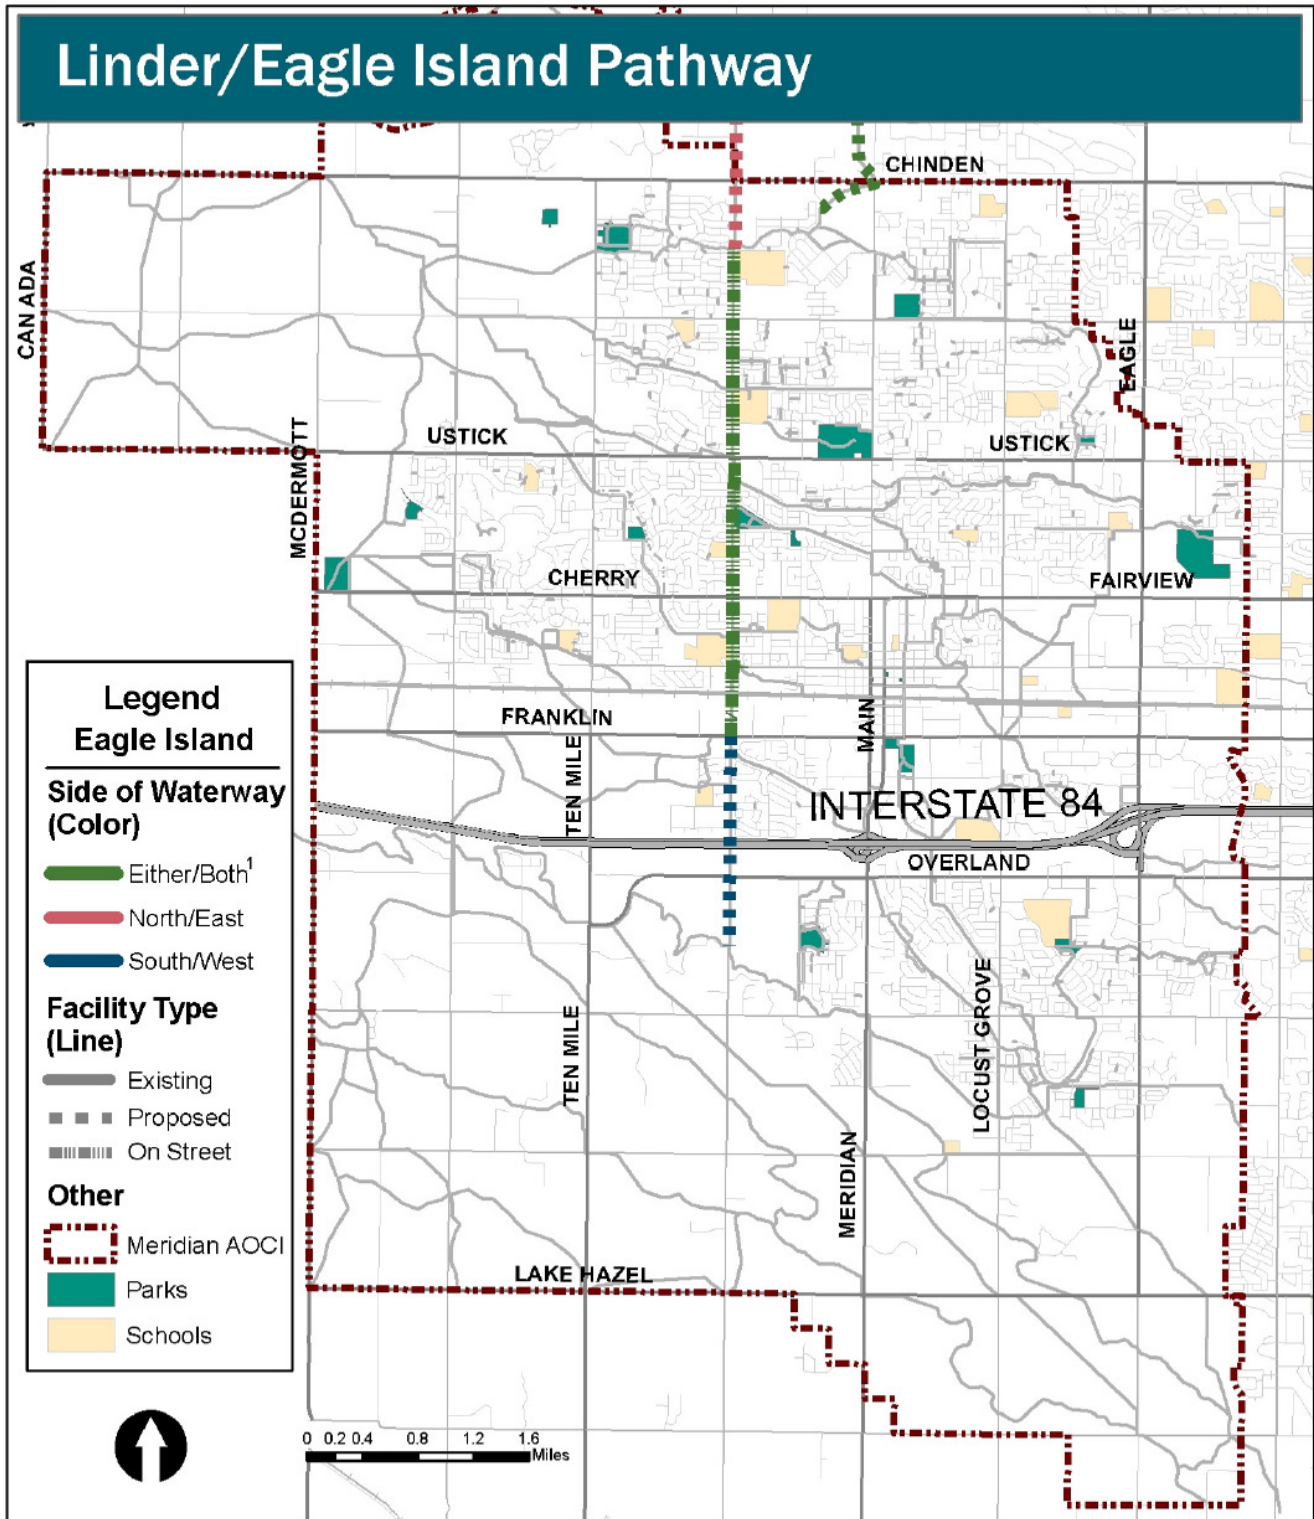 Linder/Eagle Island Pathway
CHINDEN
CAN ADA
EAGLE
MCDERMOTT
USTICK
USTICK
CHERRY
FAIRVIEW
FRANKLIN
MAIN
TEN MILE
INTERSTATE 84
OVERLAND
LOCUST GROVE
TEN MILE
MERIDIAN
LAKE HAZEL
Legend
Eagle Island
Side of Waterway
(Color)
Either/Both¹
North/East
South/West
Facility Type
(Line)
Existing
Proposed
On Street
Other
Meridian AOCI
Parks
Schools
0 0.2 0.4 0.8 1.2 1.6
Miles